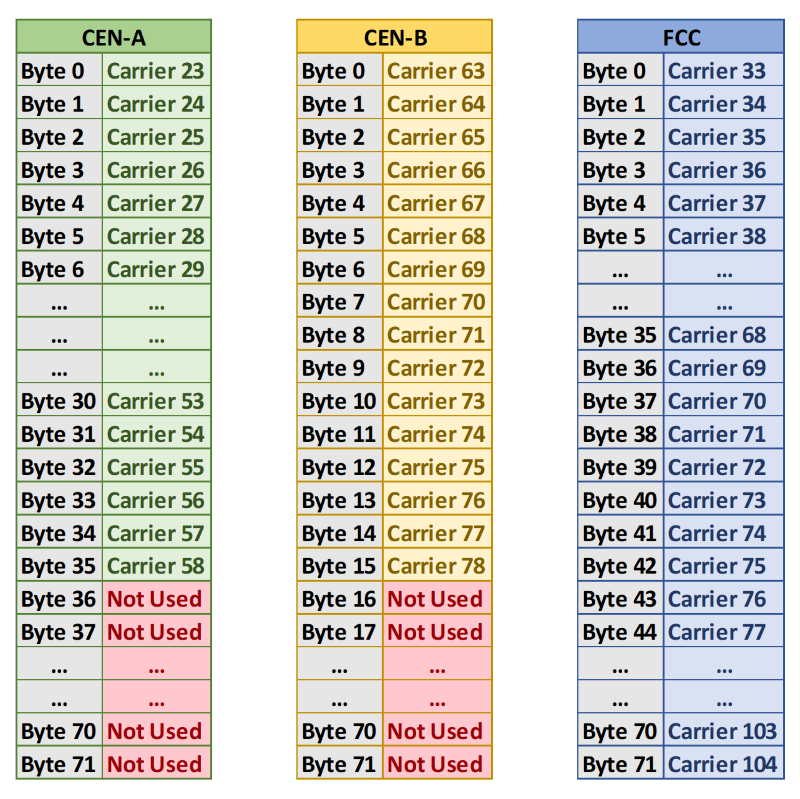 CEN-A
Byte 0 Carrier 23
Byte 1 Carrier 24
Byte 2 Carrier 25
Byte 3 Carrier 26
Byte 4 Carrier 27
Byte 5 Carrier 28
Byte 6 Carrier 29
... ...
... ...
... ...
Byte 30 Carrier 53
Byte 31 Carrier 54
Byte 32 Carrier 55
Byte 33 Carrier 56
Byte 34 Carrier 57
Byte 35 Carrier 58
Byte 36 Not Used
Byte 37 Not Used
... ...
... ...
Byte 70 Not Used
Byte 71 Not Used
CEN-B
Byte 0 Carrier 63
Byte 1 Carrier 64
Byte 2 Carrier 65
Byte 3 Carrier 66
Byte 4 Carrier 67
Byte 5 Carrier 68
Byte 6 Carrier 69
Byte 7 Carrier 70
Byte 8 Carrier 71
Byte 9 Carrier 72
Byte 10 Carrier 73
Byte 11 Carrier 74
Byte 12 Carrier 75
Byte 13 Carrier 76
Byte 14 Carrier 77
Byte 15 Carrier 78
Byte 16 Not Used
Byte 17 Not Used
... ...
... ...
Byte 70 Not Used
Byte 71 Not Used
FCC
Byte 0 Carrier 33
Byte 1 Carrier 34
Byte 2 Carrier 35
Byte 3 Carrier 36
Byte 4 Carrier 37
Byte 5 Carrier 38
... ...
... ...
Byte 35 Carrier 68
Byte 36 Carrier 69
Byte 37 Carrier 70
Byte 38 Carrier 71
Byte 39 Carrier 72
Byte 40 Carrier 73
Byte 41 Carrier 74
Byte 42 Carrier 75
Byte 43 Carrier 76
Byte 44 Carrier 77
... ...
... ...
Byte 70 Carrier 103
Byte 71 Carrier 104